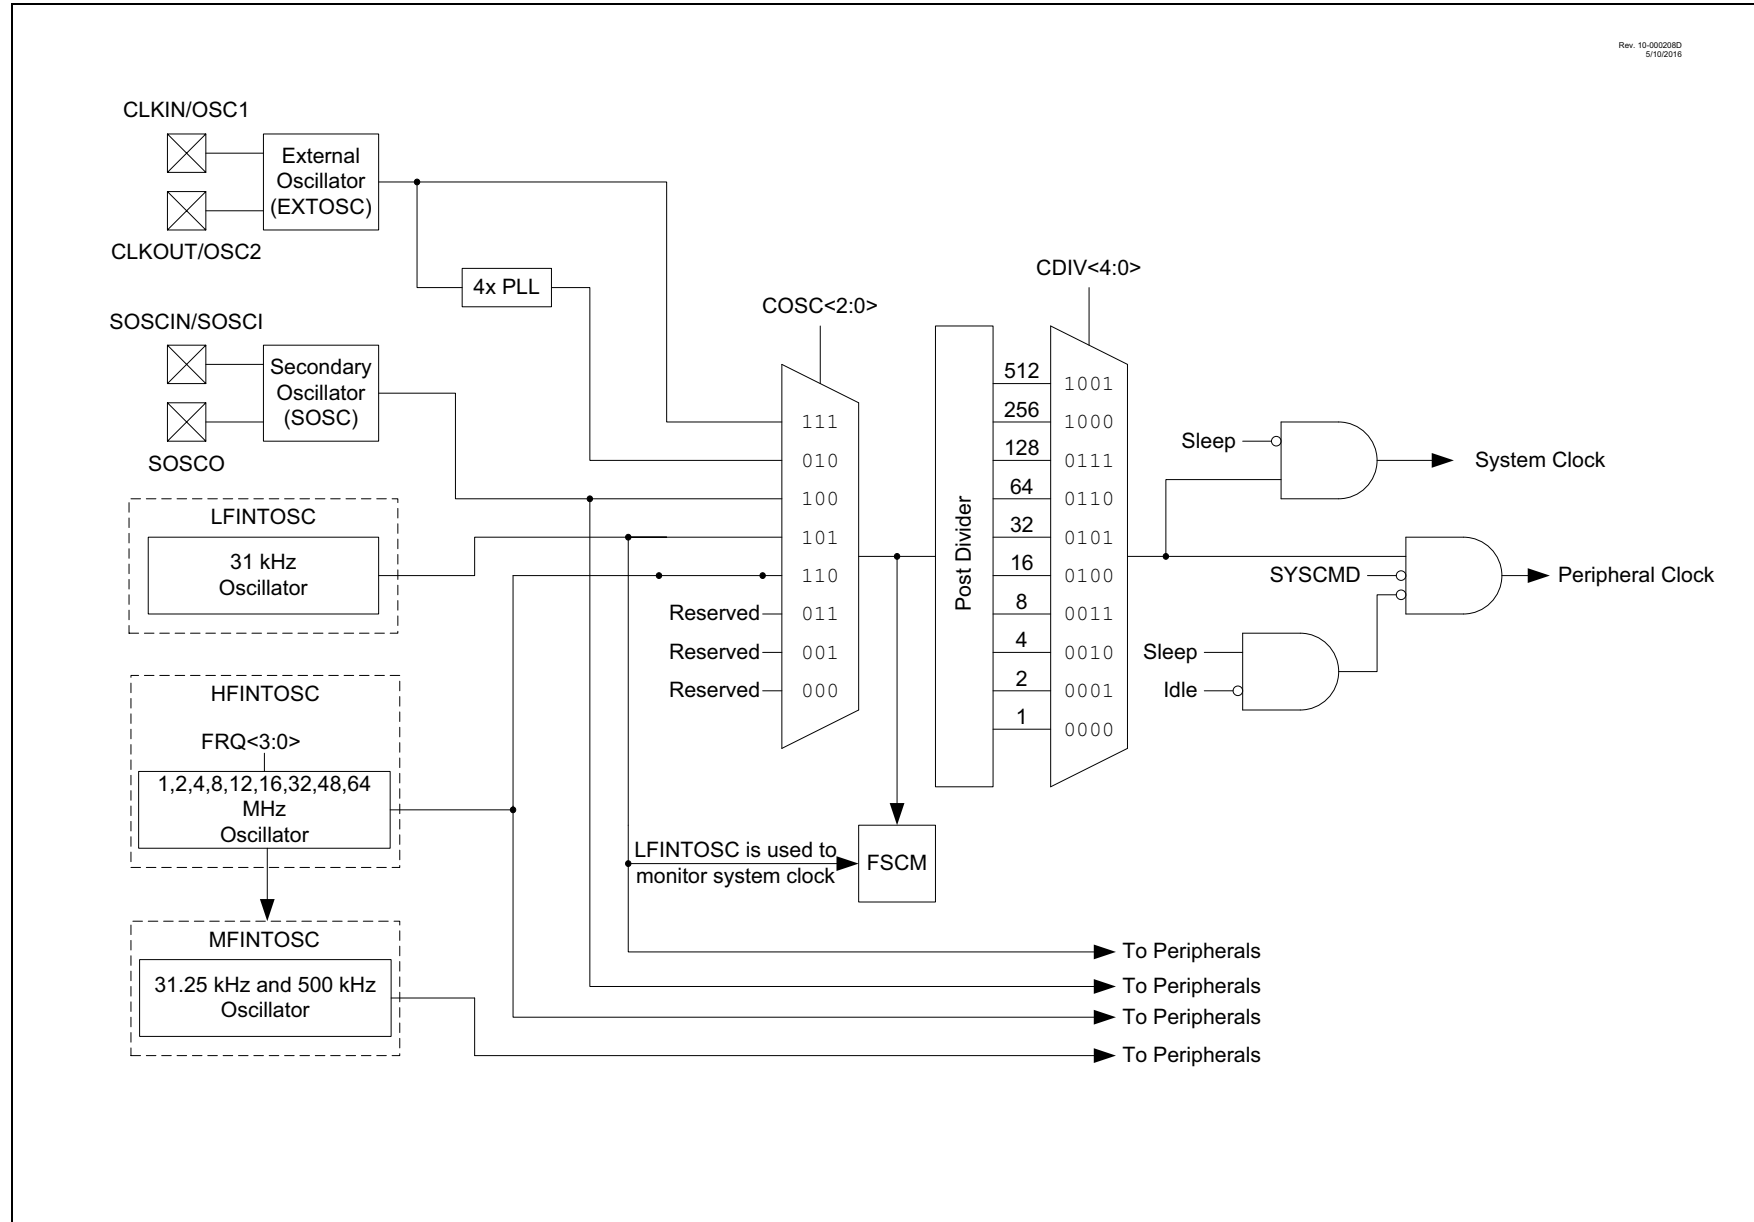 Rev. 10-000208D
5/10/2016
CLKIN/OSC1
External
Oscillator
(EXTOSC)
CLKOUT/OSC2
4x PLL
SOSCIN/SOSCI
Secondary
Oscillator
(SOSC)
SOSCO
LFINTOSC
31 kHz
Oscillator
HFINTOSC
FRQ<3:0>
1,2,4,8,12,16,32,48,64
MHz
Oscillator
MFINTOSC
31.25 kHz and 500 kHz
Oscillator
COSC<2:0>
111
010
100
101
110
Reserved 011
Reserved 001
Reserved 000
LFINTOSC is used to
monitor system clock
FSCM
Post Divider
CDIV<4:0>
512 1001
256 1000
128 0111
64 0110
32 0101
16 0100
8 0011
4 0010
2 0001
1 0000
Sleep
System Clock
SYSCMD
Peripheral Clock
Sleep
Idle
To Peripherals
To Peripherals
To Peripherals
To Peripherals